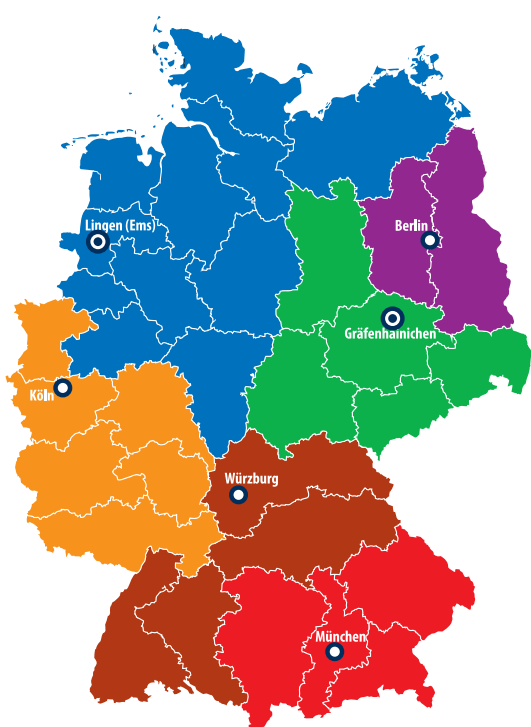 Lingen (Ems)
Berlin
Gräfenhainichen
Köln
Würzburg
München